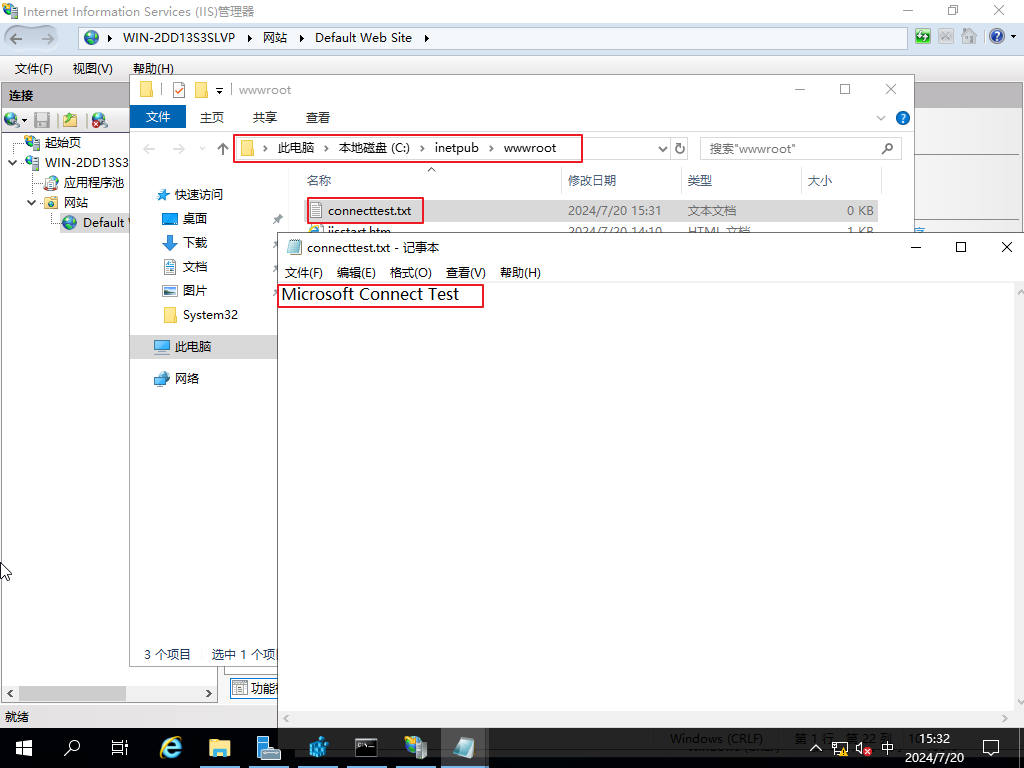 Internet Information Services (IIS)管理器
WIN-2DD13S3SLVP
网站
Default Web Site
文件(F)
视图(V)
帮助(H)
连接
起始页
WIN-2DD13S3
应用程序池
网站
Default
wwwroot
文件
主页
共享
查看
此电脑
本地磁盘 (C:)
inetpub
wwwroot
搜索"wwwroot"
名称
修改日期
类型
大小
connecttest.txt
2024/7/20 15:31
文本文档
0 KB
iisstart.htm
2024/7/20 14:10
HTML 文档
1 KB
快速访问
桌面
下载
文档
图片
System32
此电脑
网络
3 个项目
选中 1 个项
connecttest.txt - 记事本
文件(F)
编辑(E)
格式(O)
查看(V)
帮助(H)
Microsoft Connect Test
功能
就绪
Windows (CRLF)
第 1 行，第 22 列
中
15:32
2024/7/20